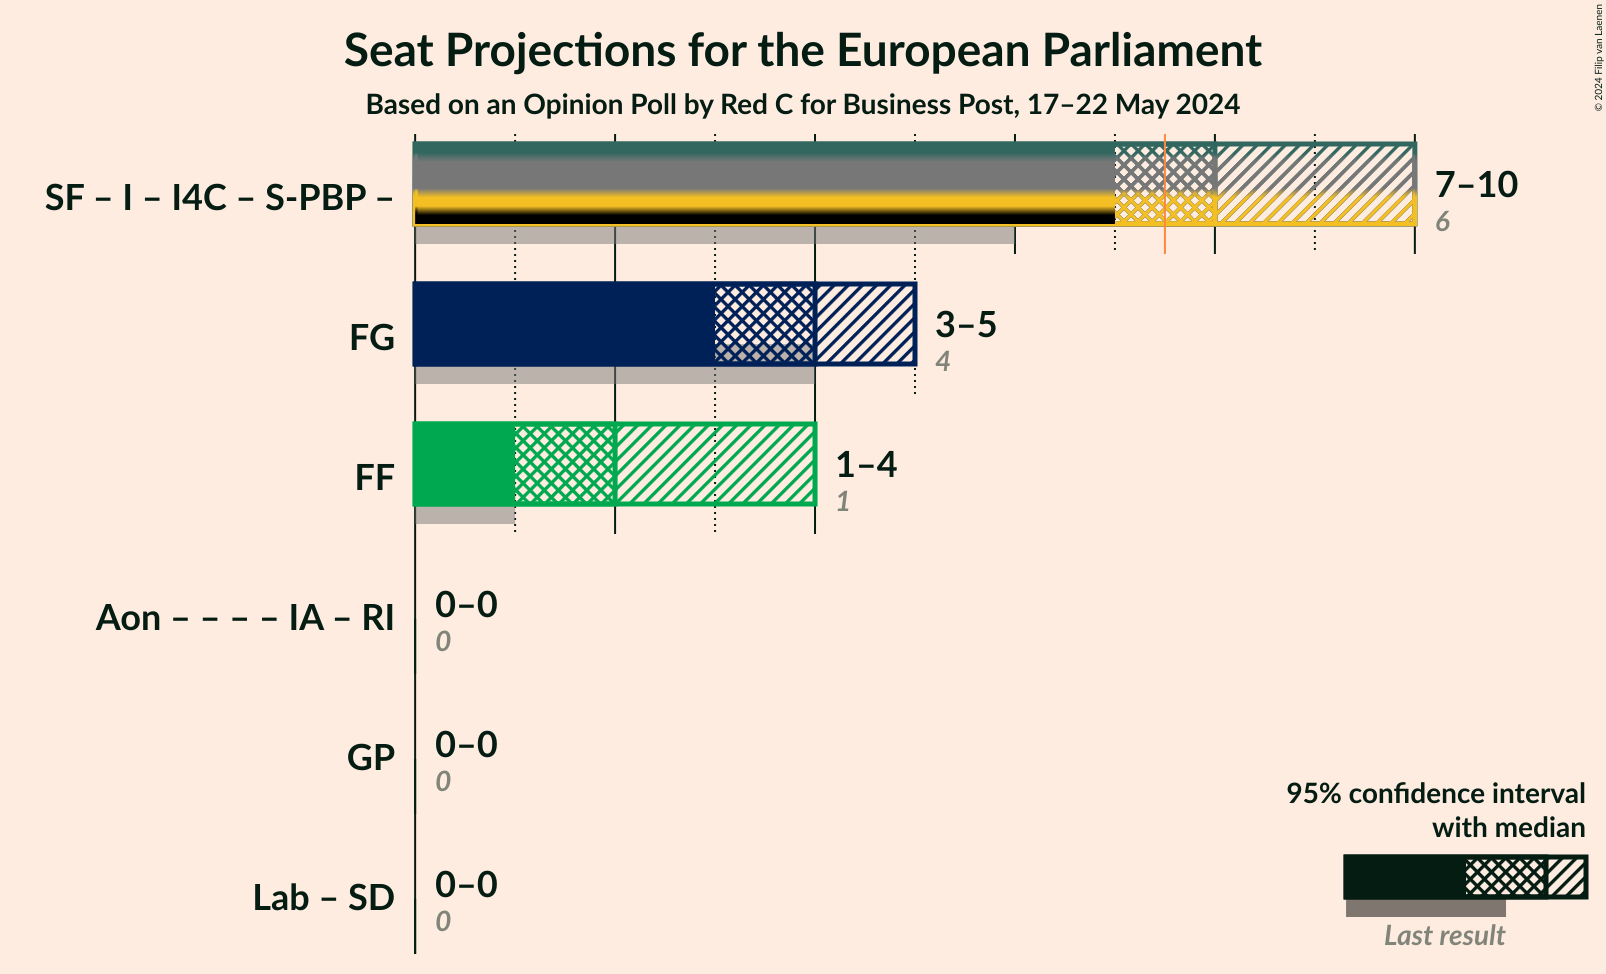 Seat Projections for the European Parliament
Based on an Opinion Poll by Red C for Business Post, 17–22 May 2024
© 2024 Filip van Laenen
SF – I – I4C – S-PBP –
7–10
6
FG
3–5
4
FF
1–4
1
Aon – – – – IA – RI
0–0
0
GP
0–0
0
Lab – SD
0–0
0
95% confidence interval
with median
Last result